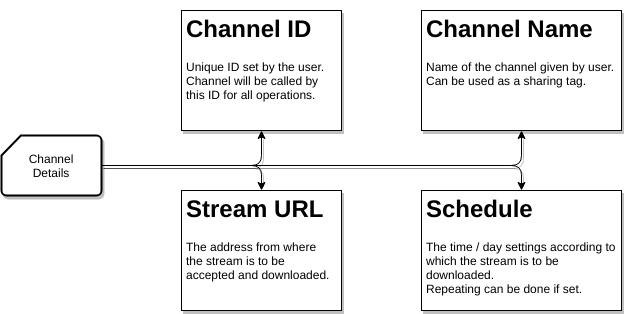 Channel ID
Unique ID set by the user.
Channel will be called by
this ID for all operations.
Channel Name
Name of the channel given by user.
Can be used as a sharing tag.
Channel
Details
Stream URL
The address from where
the stream is to be
accepted and downloaded.
Schedule
The time / day settings according to
which the stream is to be
downloaded.
Repeating can be done if set.